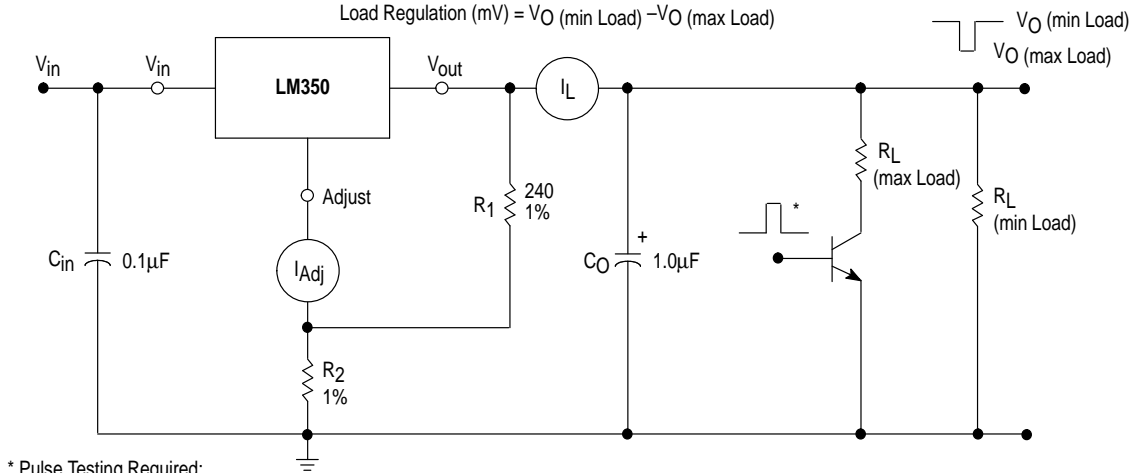 Load Regulation (mV) = VO (min Load) –VO (max Load)
VO (min Load)
VO (max Load)
Vin
Vin
LM350
Vout
IL
Adjust
R1
240
1%
RL
(max Load)
RL
(min Load)
*
Cin
0.1µF
IAdj
CO
+
1.0µF
R2
1%
* Pulse Testing Required: